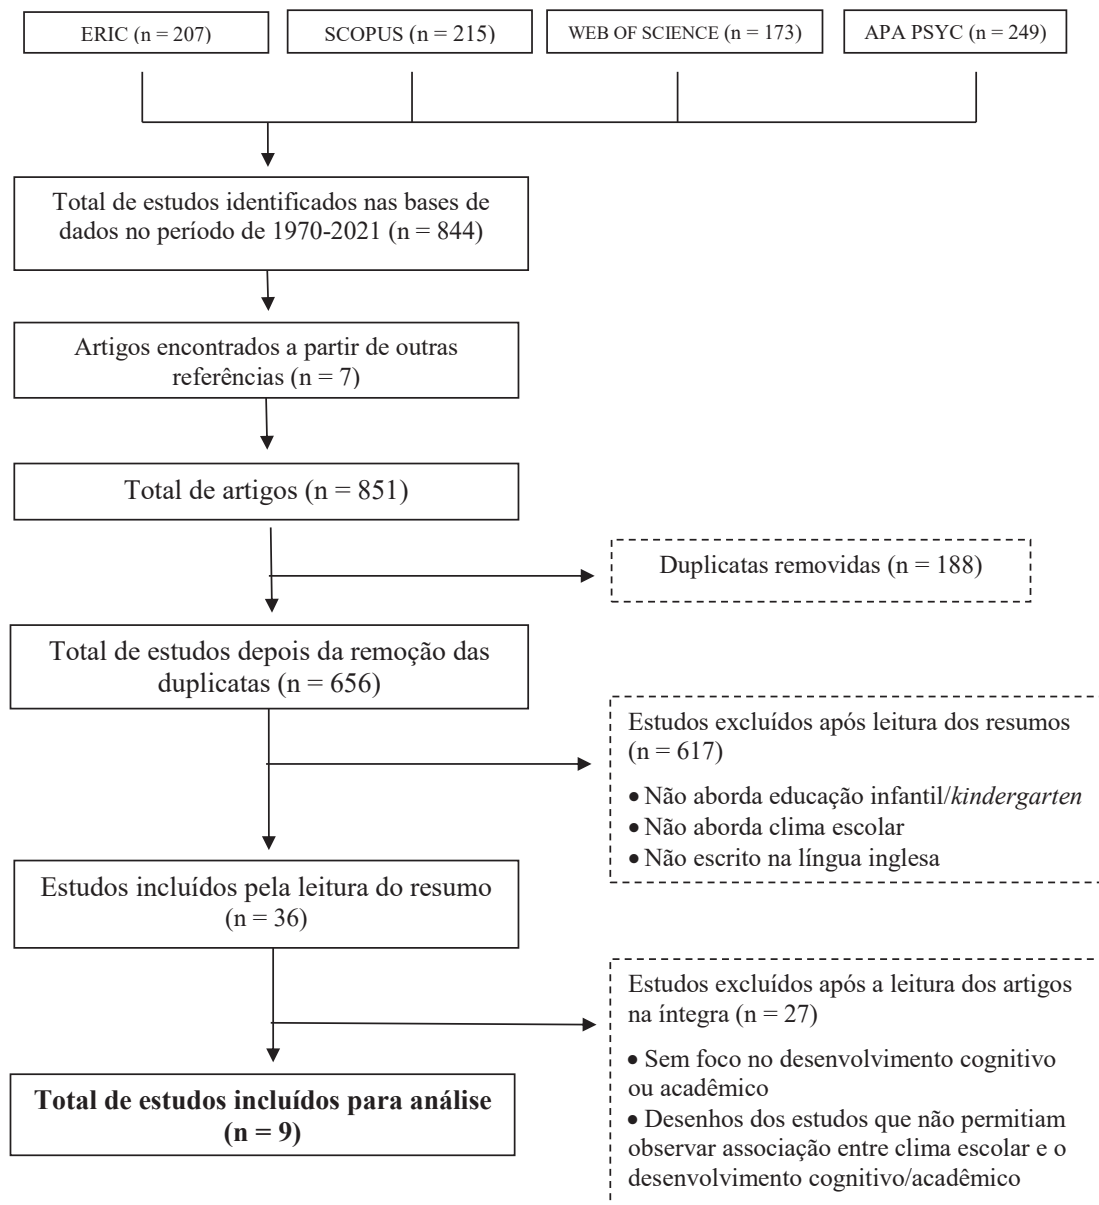 ERIC (n = 207)
SCOPUS (n = 215)
WEB OF SCIENCE (n = 173)
APA PSYC (n = 249)
Total de estudos identificados nas bases de
dados no período de 1970-2021 (n = 844)
Artigos encontrados a partir de outras
referências (n = 7)
Total de artigos (n = 851)
Duplicatas removidas (n = 188)
Total de estudos depois da remoção das
duplicatas (n = 656)
Estudos excluídos após leitura dos resumos
(n = 617)
• Não aborda educação infantil/kindergarten
• Não aborda clima escolar
• Não escrito na língua inglesa
Estudos incluídos pela leitura do resumo
(n = 36)
Estudos excluídos após a leitura dos artigos
na íntegra (n = 27)
• Sem foco no desenvolvimento cognitivo
ou acadêmico
• Desenhos dos estudos que não permitiam
observar associação entre clima escolar e o
desenvolvimento cognitivo/acadêmico
Total de estudos incluídos para análise
(n = 9)